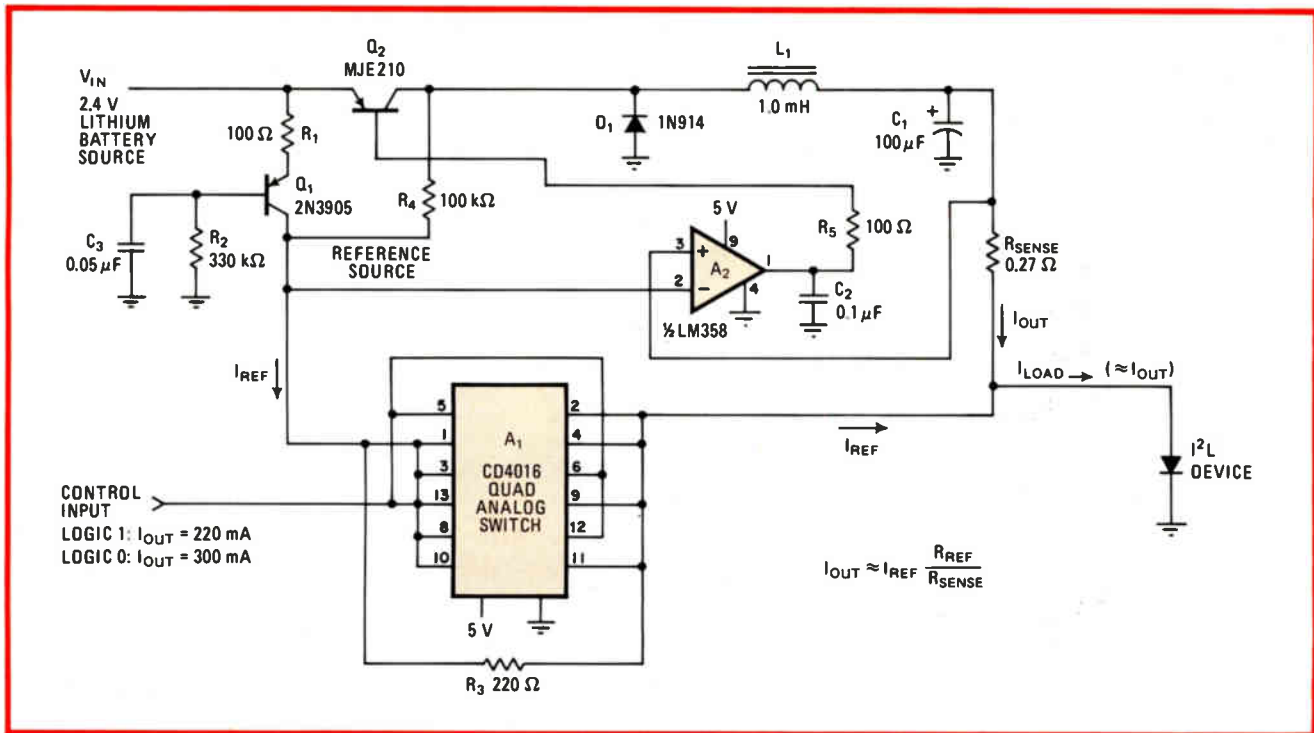 Q2
MJE210
VIN
2.4 V
LITHIUM
BATTERY
SOURCE
100 Ω R1
Q1
2N3905
R4 100 kΩ
C3
0.05 μF
R2
330 kΩ
REFERENCE
SOURCE
D1 1N914
L1
1.0 mH
C1
100 μF
+
5 V
R5 100 Ω
3 +
2 −
A2
9
1
4
½ LM358
C2
0.1 μF
RSENSE
0.27 Ω
IOUT
ILOAD (≈ IOUT)
I²L
DEVICE
IREF
IREF
5
1
3
13
8
10
A1
CD4016
QUAD
ANALOG
SWITCH
2
4
6
9
12
11
5 V
R3 220 Ω
CONTROL
INPUT
LOGIC 1: IOUT = 220 mA
LOGIC 0: IOUT = 300 mA
IOUT ≈ IREF RREF
RSENSE